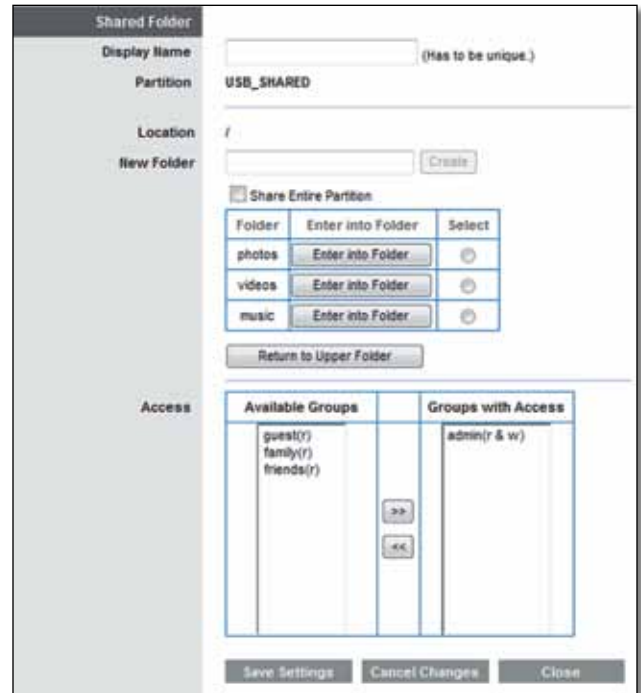 Shared Folder
Display Name (Has to be unique.)
Partition USB_SHARED
Location /
New Folder Create
Share Entire Partition
Folder Enter into Folder Select
photos Enter into Folder
videos Enter into Folder
music Enter into Folder
Return to Upper Folder
Access Available Groups Groups with Access
guest(r) admin(r & w)
family(r)
friends(r)
>>
<<
Save Settings Cancel Changes Close